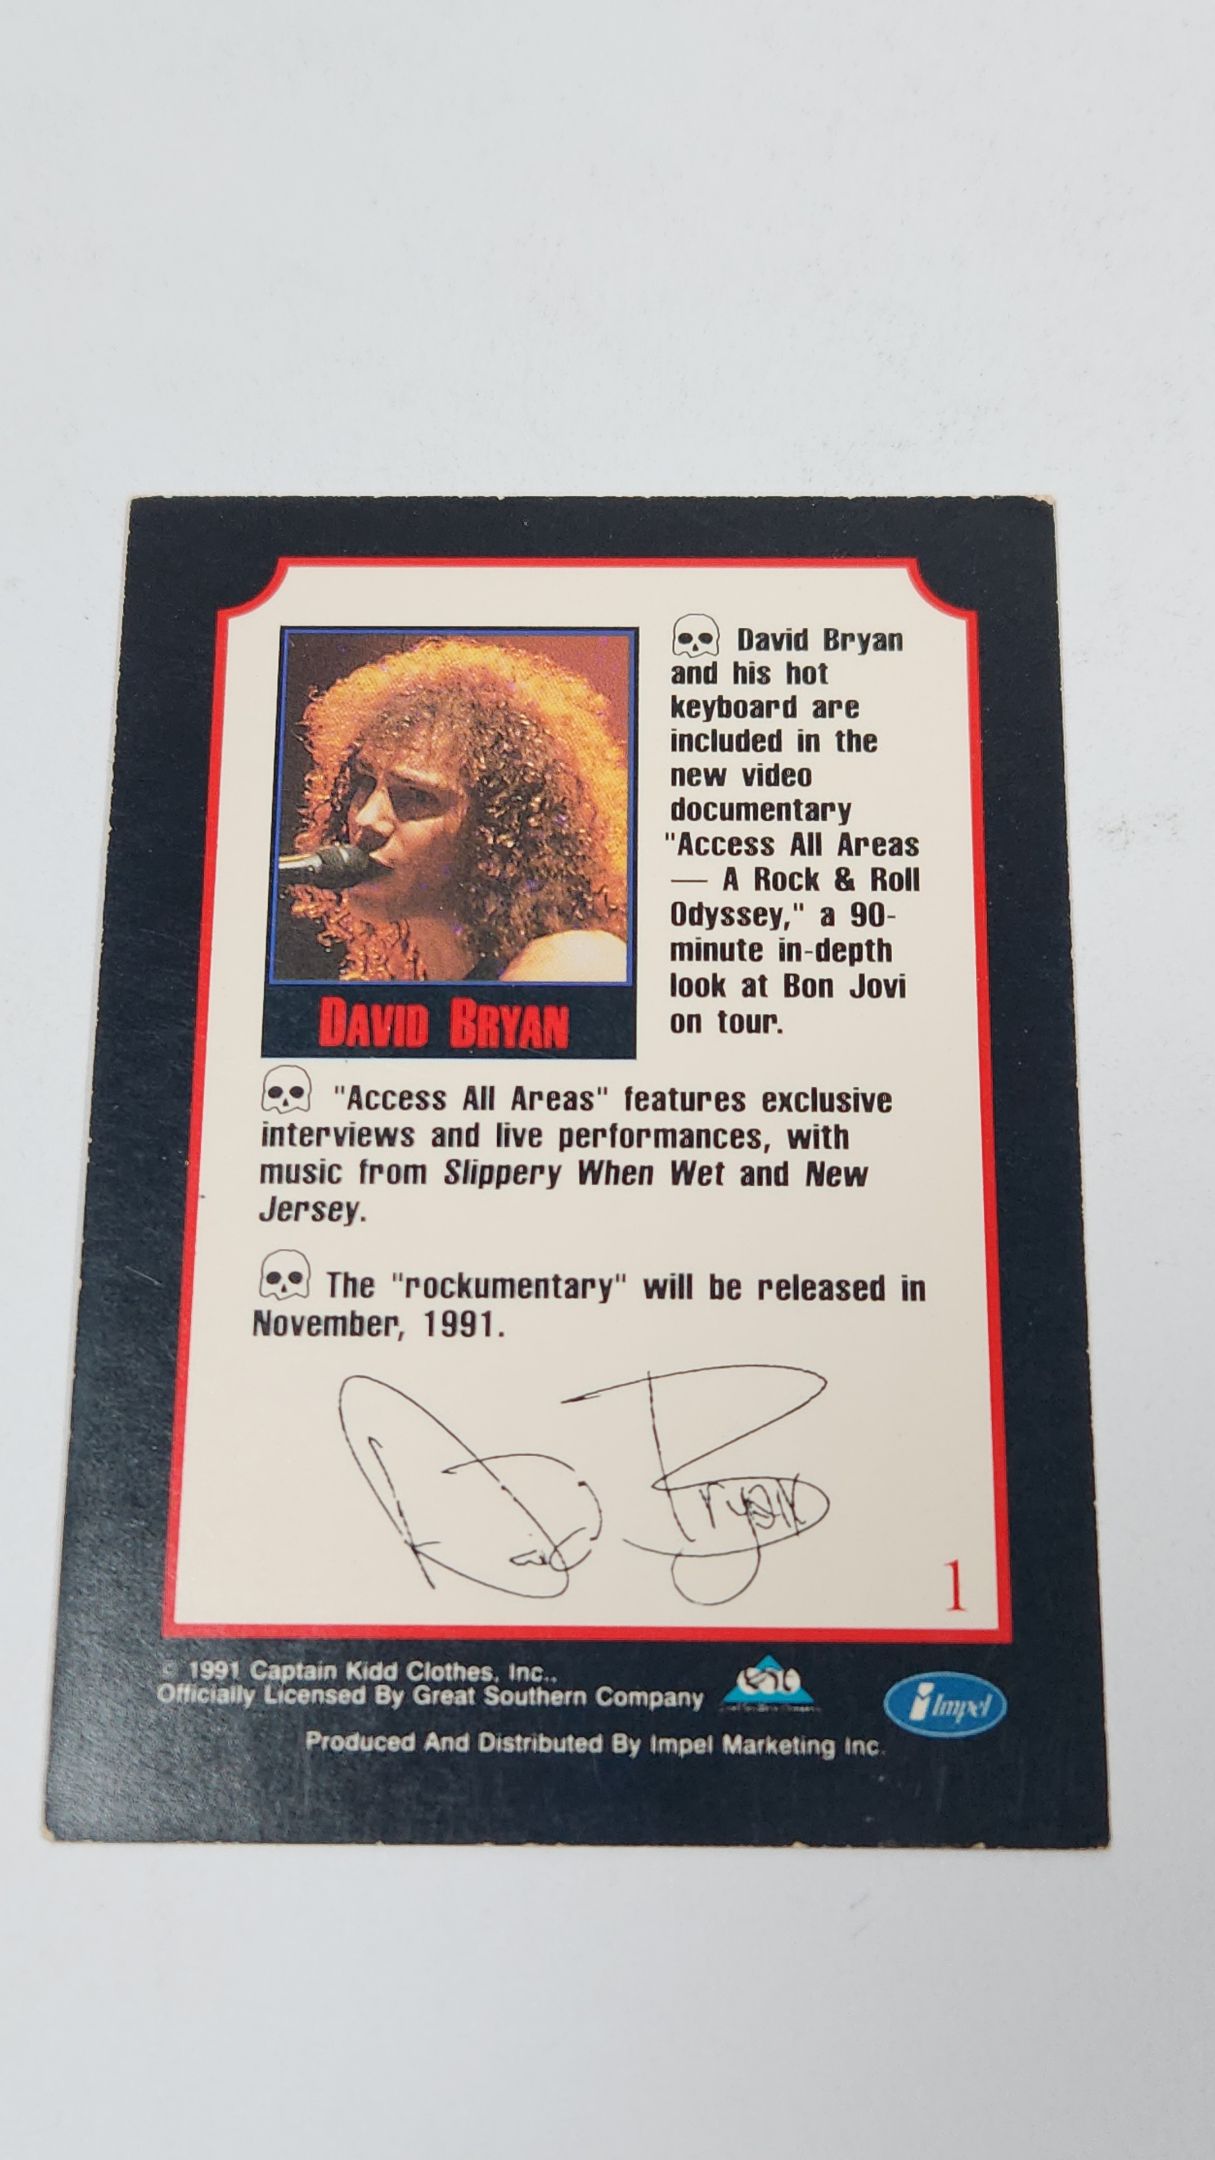 David Bryan
and his hot
keyboard are
included in the
new video
documentary
"Access All Areas
— A Rock & Roll
Odyssey," a 90-
minute in-depth
look at Bon Jovi
on tour.
DAVID BRYAN
"Access All Areas" features exclusive
interviews and live performances, with
music from Slippery When Wet and New
Jersey.
The "rockumentary" will be released in
November, 1991.
David Bryan
1
© 1991 Captain Kidd Clothes, Inc..
Officially Licensed By Great Southern Company
Impel
Produced And Distributed By Impel Marketing Inc.